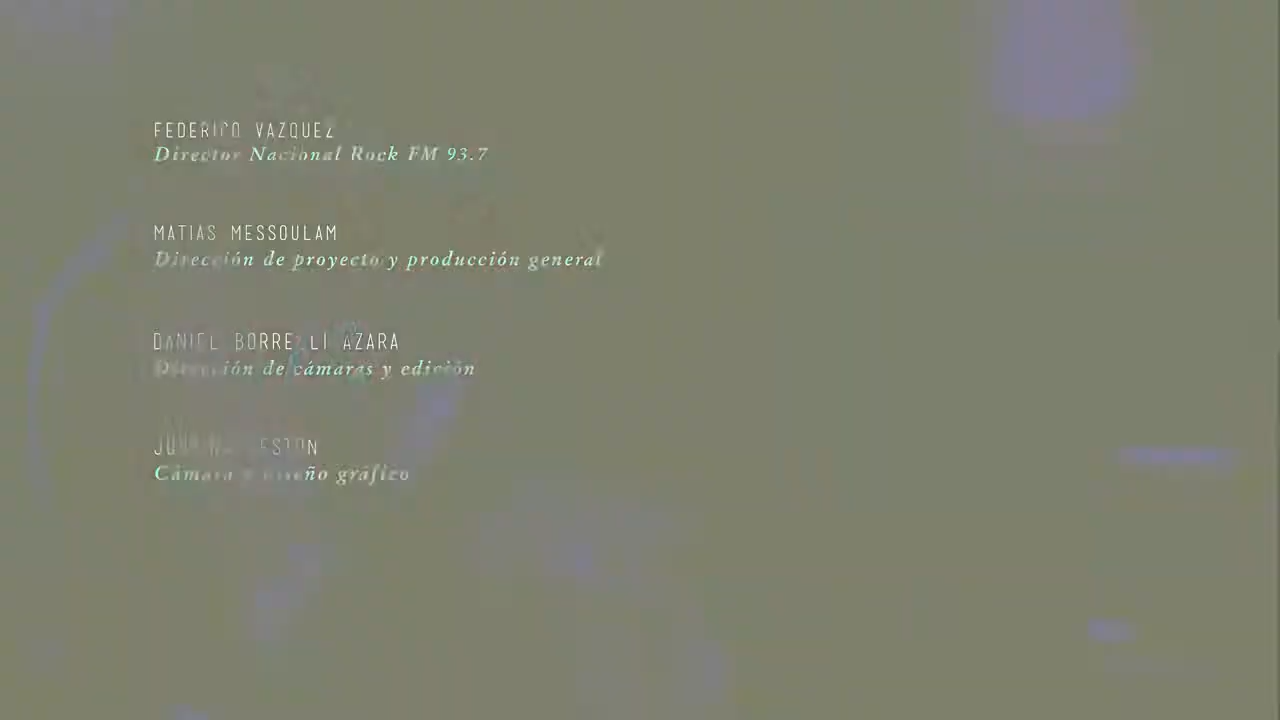 FEDERICO VAZQUEZ
Director Nacional Rock FM 93.7
MATIAS MESSOULAM
Dirección de proyecto y producción general
DANIEL BORRELLI AZARA
Dirección de cámaras y edición
Cámara y diseño gráfico